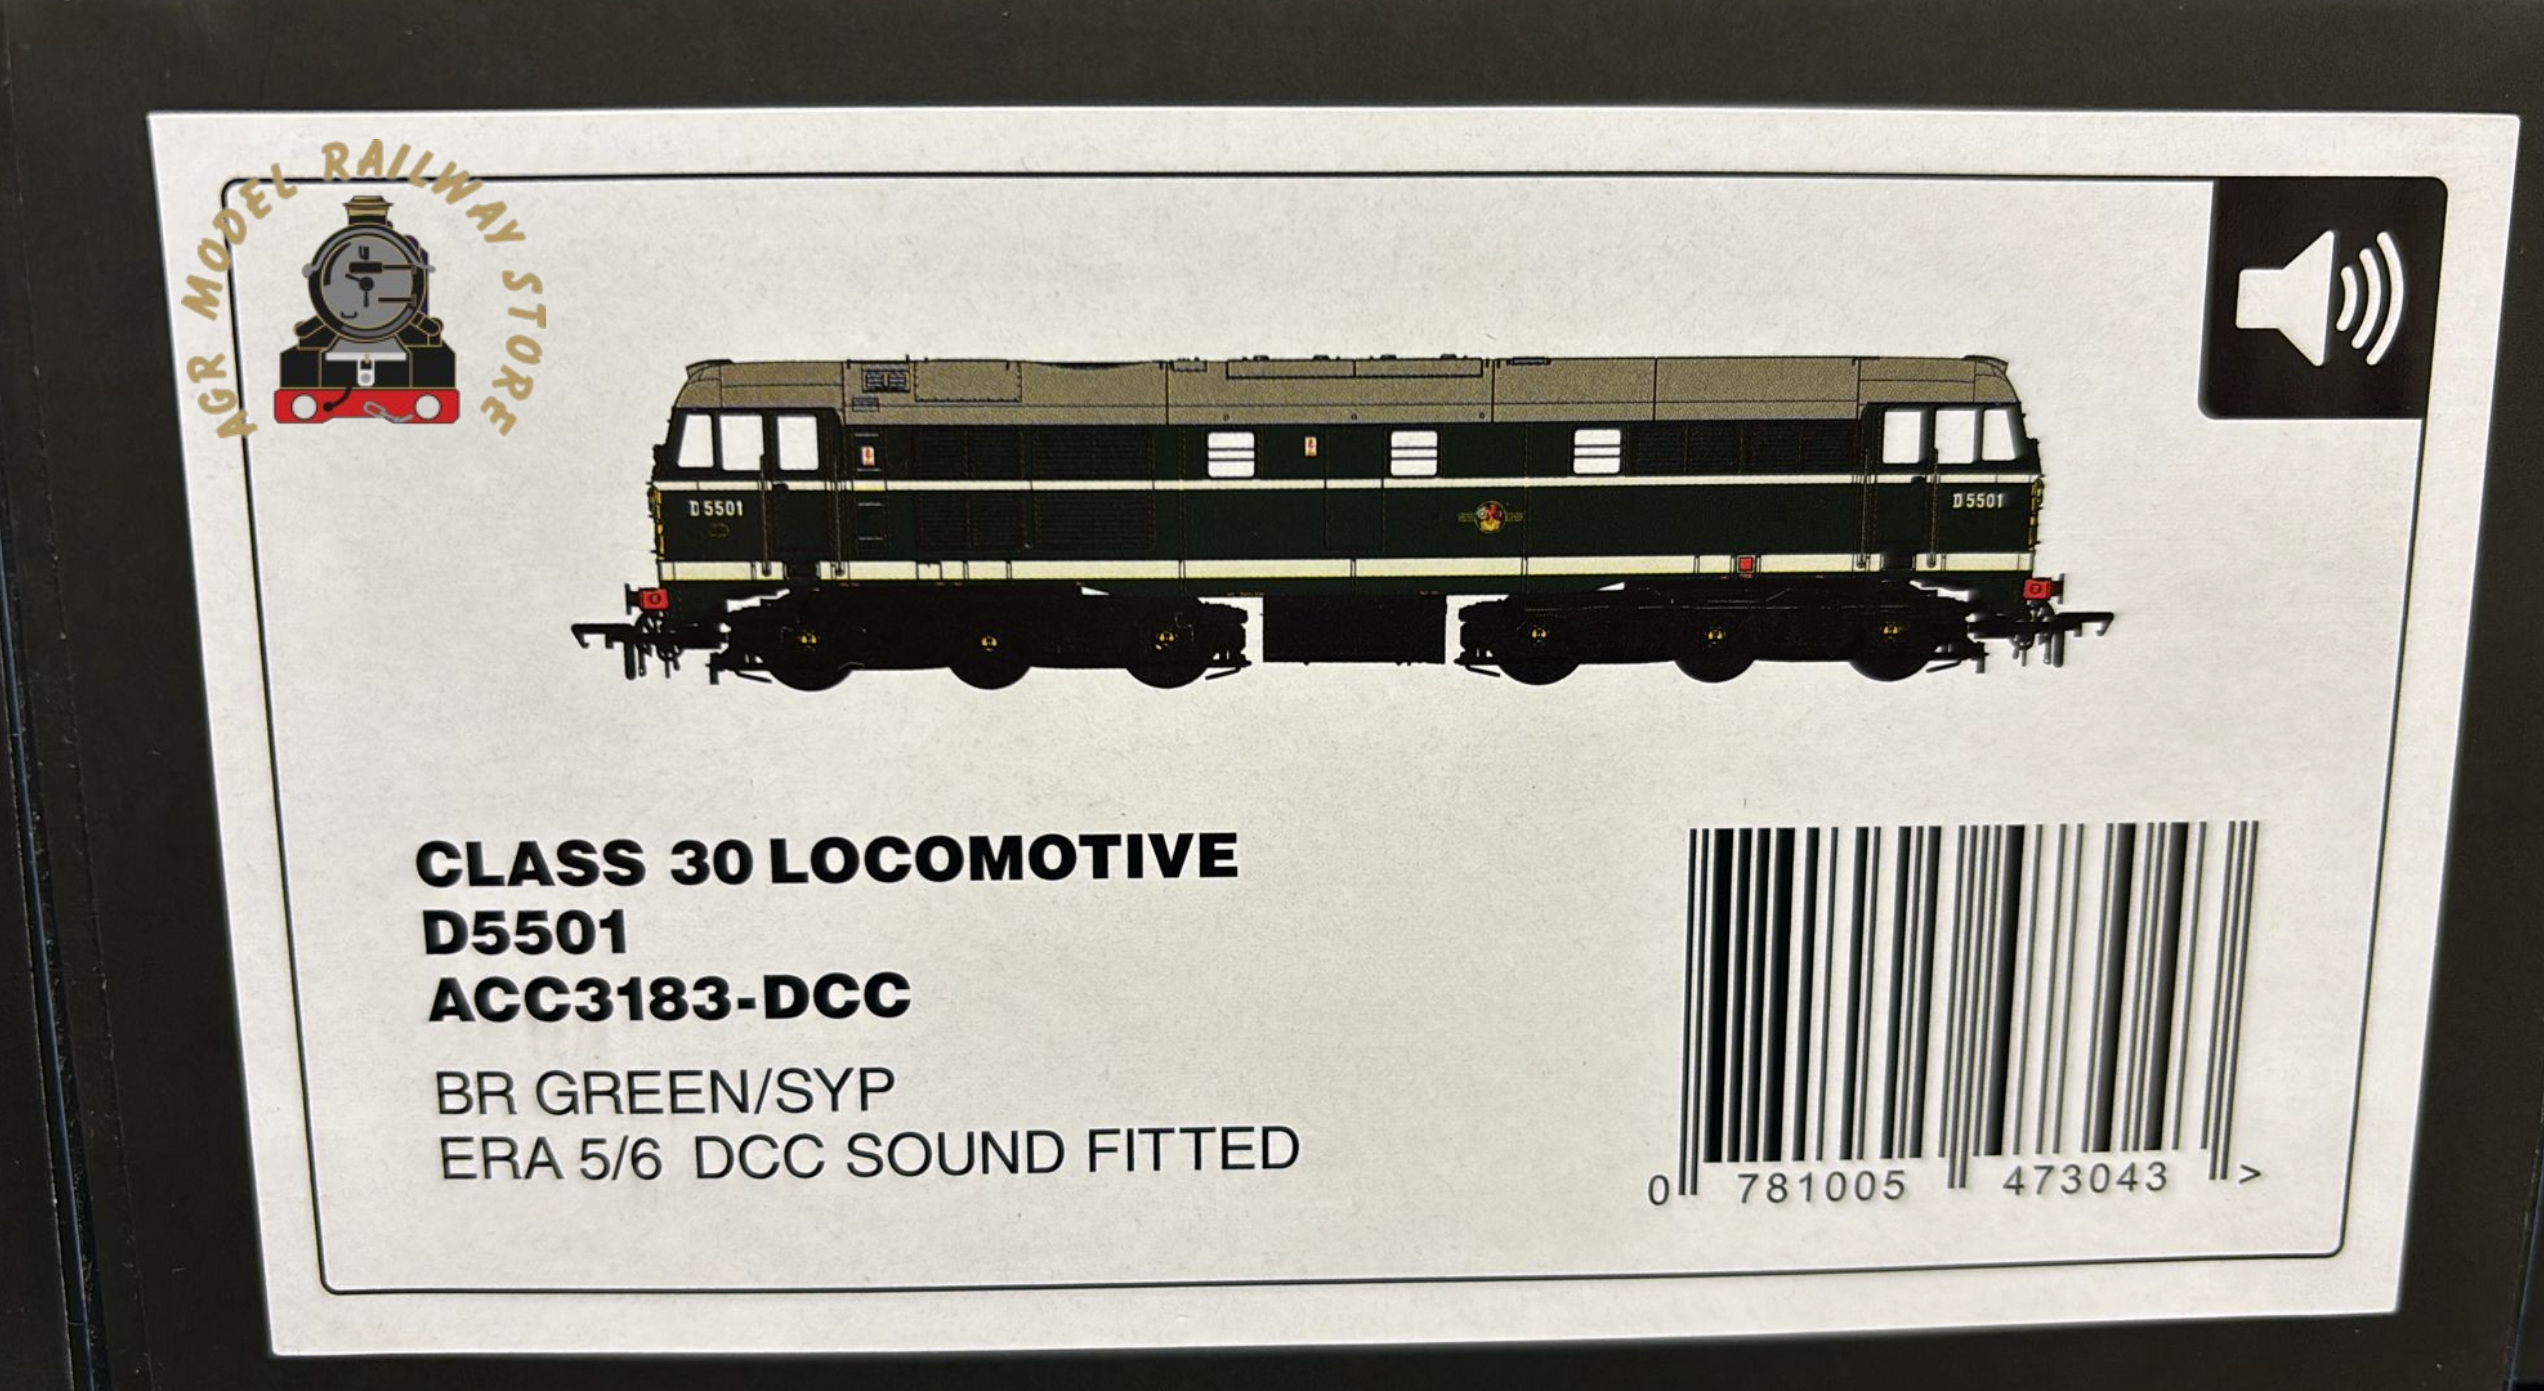 AGR MODEL RAILWAY STORE
D5501
D5501
CLASS 30 LOCOMOTIVE
D5501
ACC3183-DCC
BR GREEN/SYP
ERA 5/6 DCC SOUND FITTED
0 781005 473043 >